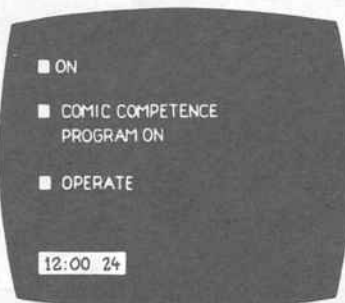 ON
COMIC COMPETENCE
PROGRAM ON
OPERATE
12:00 24